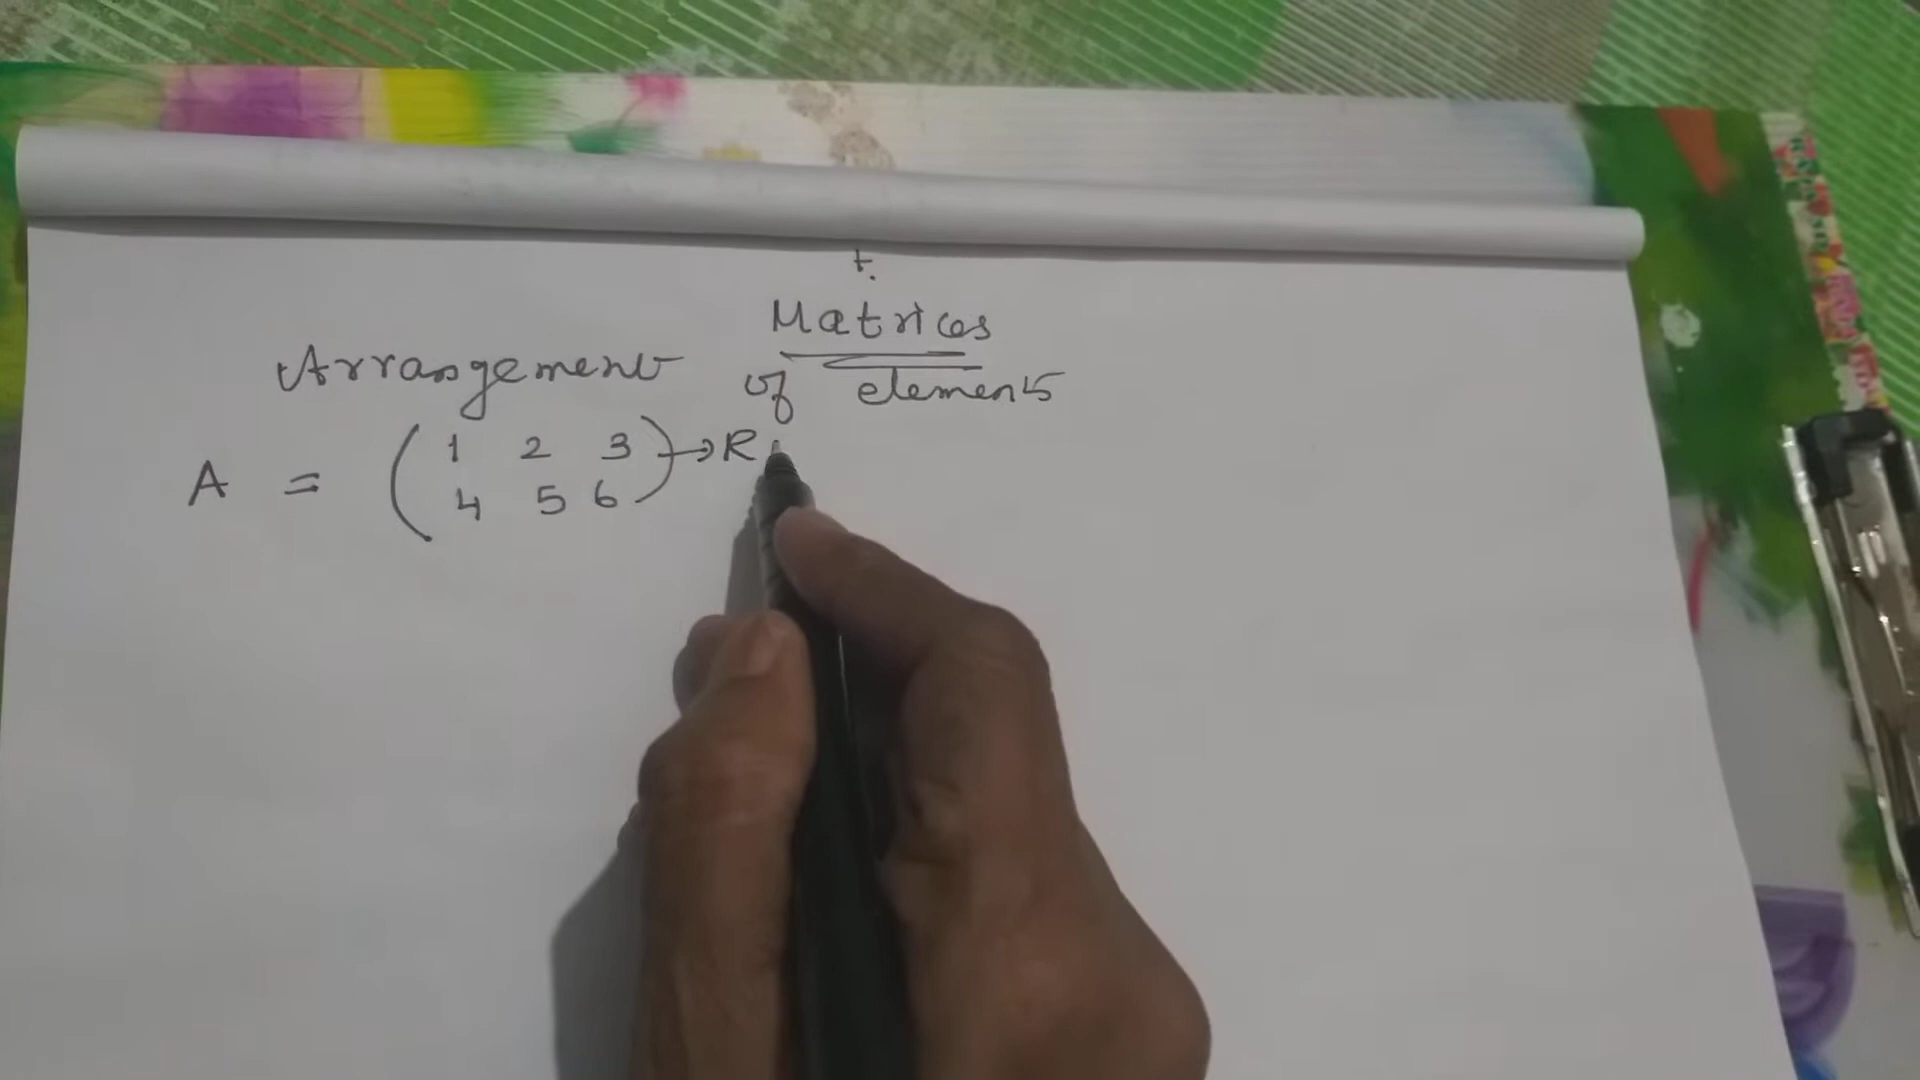 t.
Matrices
Arrangement of elements
A = ( 1 2 3 ) → R
4 5 6